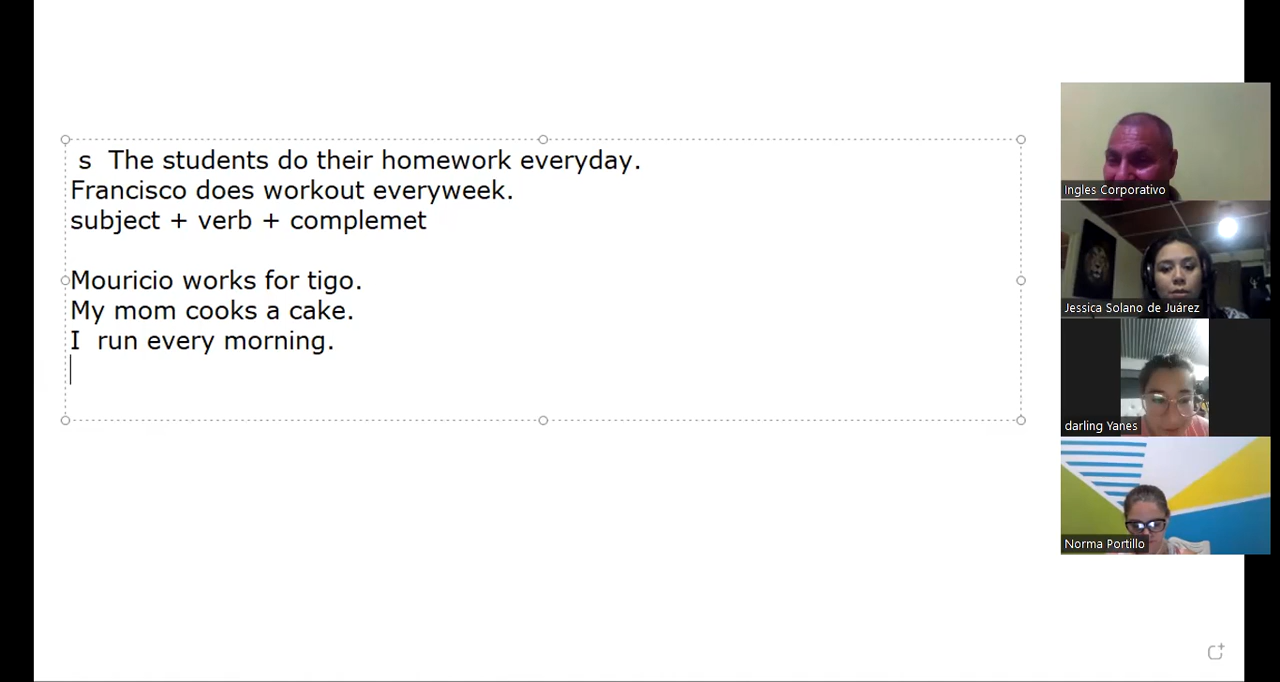 s The students do their homework everyday.
Francisco does workout everyweek.
subject + verb + complemet
Mouricio works for tigo.
My mom cooks a cake.
I run every morning.
Ingles Corporativo
Jessica Solano de Juárez
darling Yanes
Norma Portillo